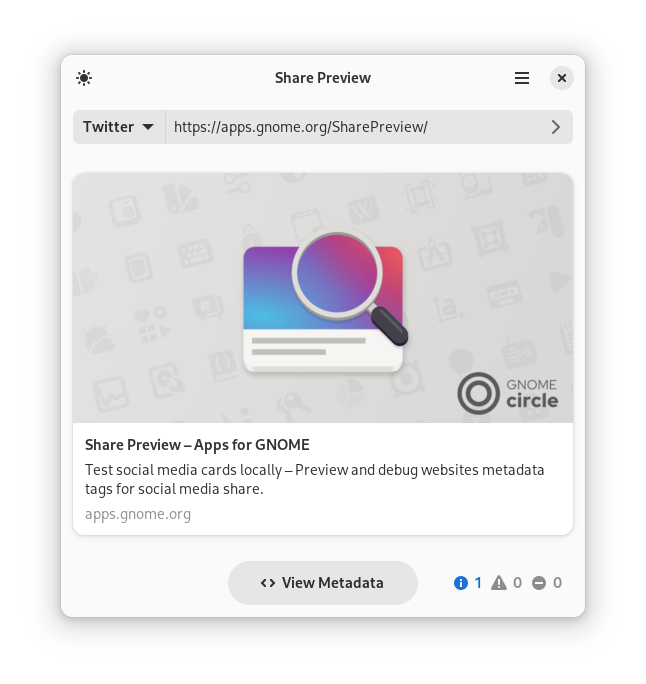 Share Preview
Twitter
https://apps.gnome.org/SharePreview/
GNOME
circle
Share Preview – Apps for GNOME
Test social media cards locally – Preview and debug websites metadata
tags for social media share.
apps.gnome.org
View Metadata
1
0
0